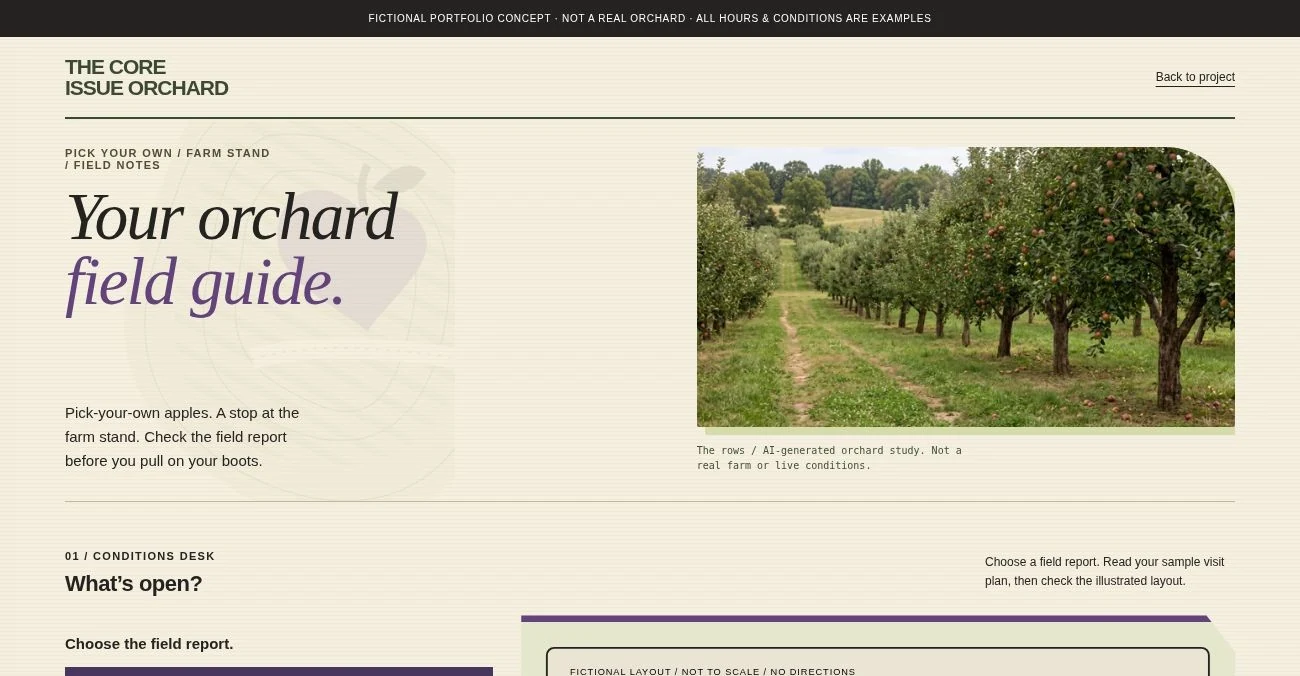 FICTIONAL PORTFOLIO CONCEPT · NOT A REAL ORCHARD · ALL HOURS & CONDITIONS ARE EXAMPLES
THE CORE
ISSUE ORCHARD
Back to project
PICK YOUR OWN / FARM STAND
/ FIELD NOTES
Your orchard
field guide.
Pick-your-own apples. A stop at the
farm stand. Check the field report
before you pull on your boots.
The rows / AI-generated orchard study. Not a
real farm or live conditions.
01 / CONDITIONS DESK
What’s open?
Choose a field report. Read your sample visit
plan, then check the illustrated layout.
Choose the field report.
FICTIONAL LAYOUT / NOT TO SCALE / NO DIRECTIONS